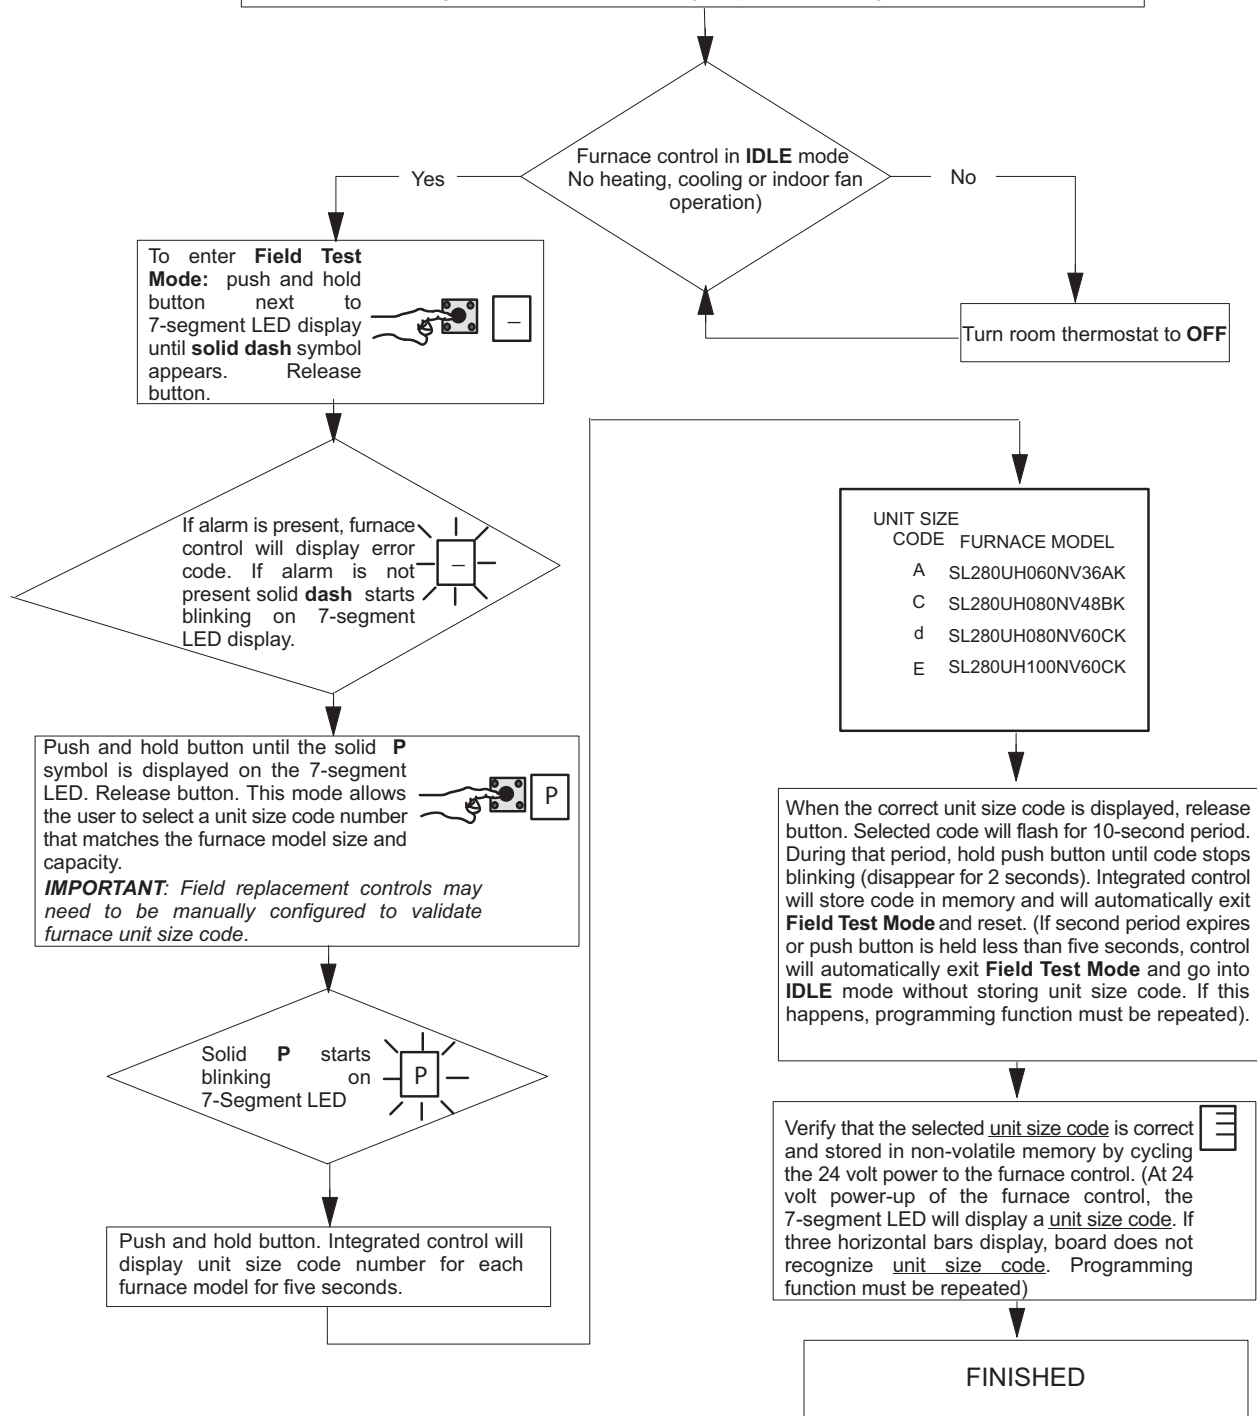 Furnace control in IDLE mode
No heating, cooling or indoor fan
operation)
Yes
No
To enter Field Test
Mode: push and hold
button next to
7-segment LED display
until solid dash symbol
appears. Release
button.
–
Turn room thermostat to OFF
If alarm is present, furnace
control will display error
code. If alarm is not
present solid dash starts
blinking on 7-segment
LED display.
–
Push and hold button until the solid P
symbol is displayed on the 7-segment
LED. Release button. This mode allows
the user to select a unit size code number
that matches the furnace model size and
capacity.
IMPORTANT: Field replacement controls may
need to be manually configured to validate
furnace unit size code.
P
Solid P starts
blinking on
7-Segment LED
P
Push and hold button. Integrated control will
display unit size code number for each
furnace model for five seconds.
UNIT SIZE
CODE FURNACE MODEL
A SL280UH060NV36AK
C SL280UH080NV48BK
d SL280UH080NV60CK
E SL280UH100NV60CK
When the correct unit size code is displayed, release
button. Selected code will flash for 10-second period.
During that period, hold push button until code stops
blinking (disappear for 2 seconds). Integrated control
will store code in memory and will automatically exit
Field Test Mode and reset. (If second period expires
or push button is held less than five seconds, control
will automatically exit Field Test Mode and go into
IDLE mode without storing unit size code. If this
happens, programming function must be repeated).
Verify that the selected unit size code is correct
and stored in non-volatile memory by cycling
the 24 volt power to the furnace control. (At 24
volt power-up of the furnace control, the
7-segment LED will display a unit size code. If
three horizontal bars display, board does not
recognize unit size code. Programming
function must be repeated)
FINISHED